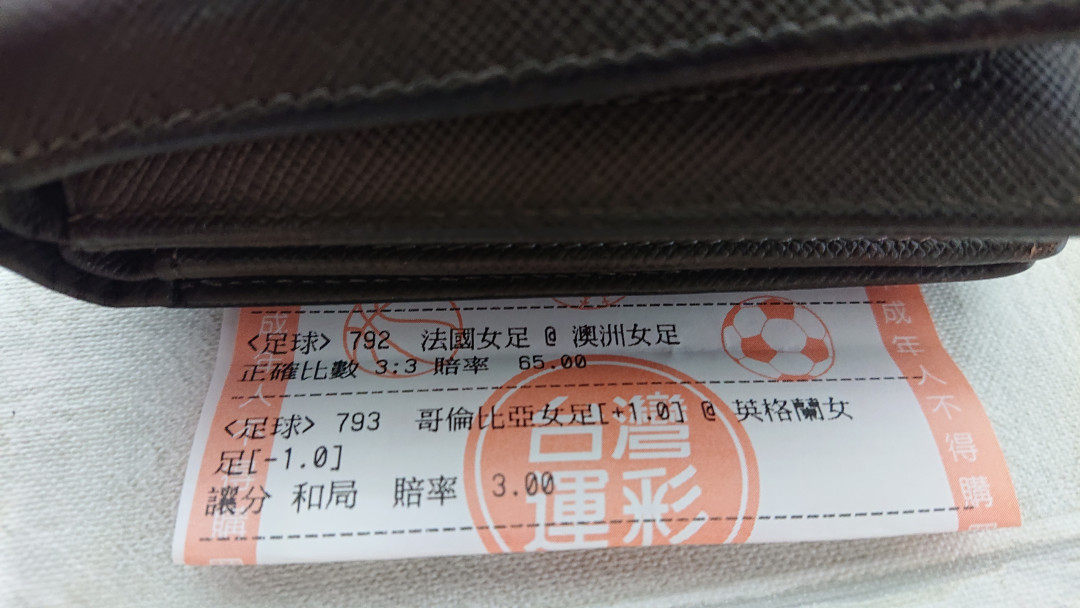 <足球> 792 法國女足 @ 澳洲女足
正確比數 3:3 賠率 65.00
<足球> 793 哥倫比亞女足[+1.0] @ 英格蘭女
足[-1.0]
讓分 和局 賠率 3.00
台灣
運彩
成年人不得購